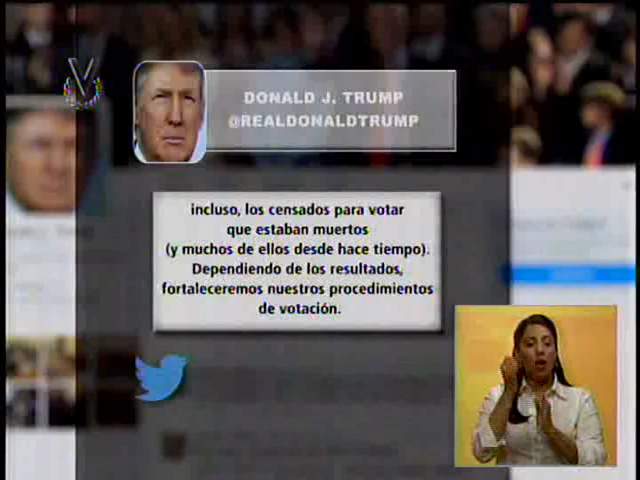 DONALD J. TRUMP
@REALDONALDTRUMP
incluso, los censados para votar
que estaban muertos
(y muchos de ellos desde hace tiempo).
Dependiendo de los resultados,
fortaleceremos nuestros procedimientos
de votación.